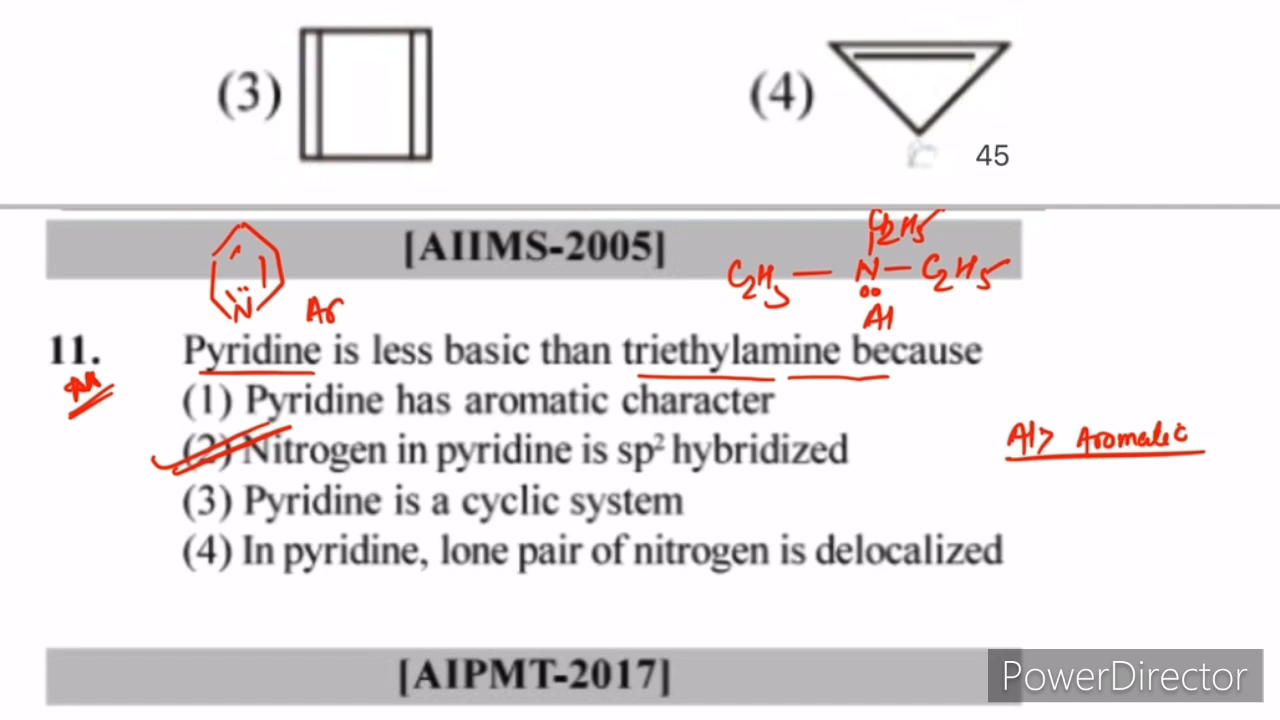 (3)
(4)
45
[AIIMS-2005]
C2H5
C2H5 — N — C2H5
N
Ar
Al
11. Pyridine is less basic than triethylamine because
(1) Pyridine has aromatic character
(2) Nitrogen in pyridine is sp² hybridized
Al> Aromatic
(3) Pyridine is a cyclic system
(4) In pyridine, lone pair of nitrogen is delocalized
[AIPMT-2017]
PowerDirector